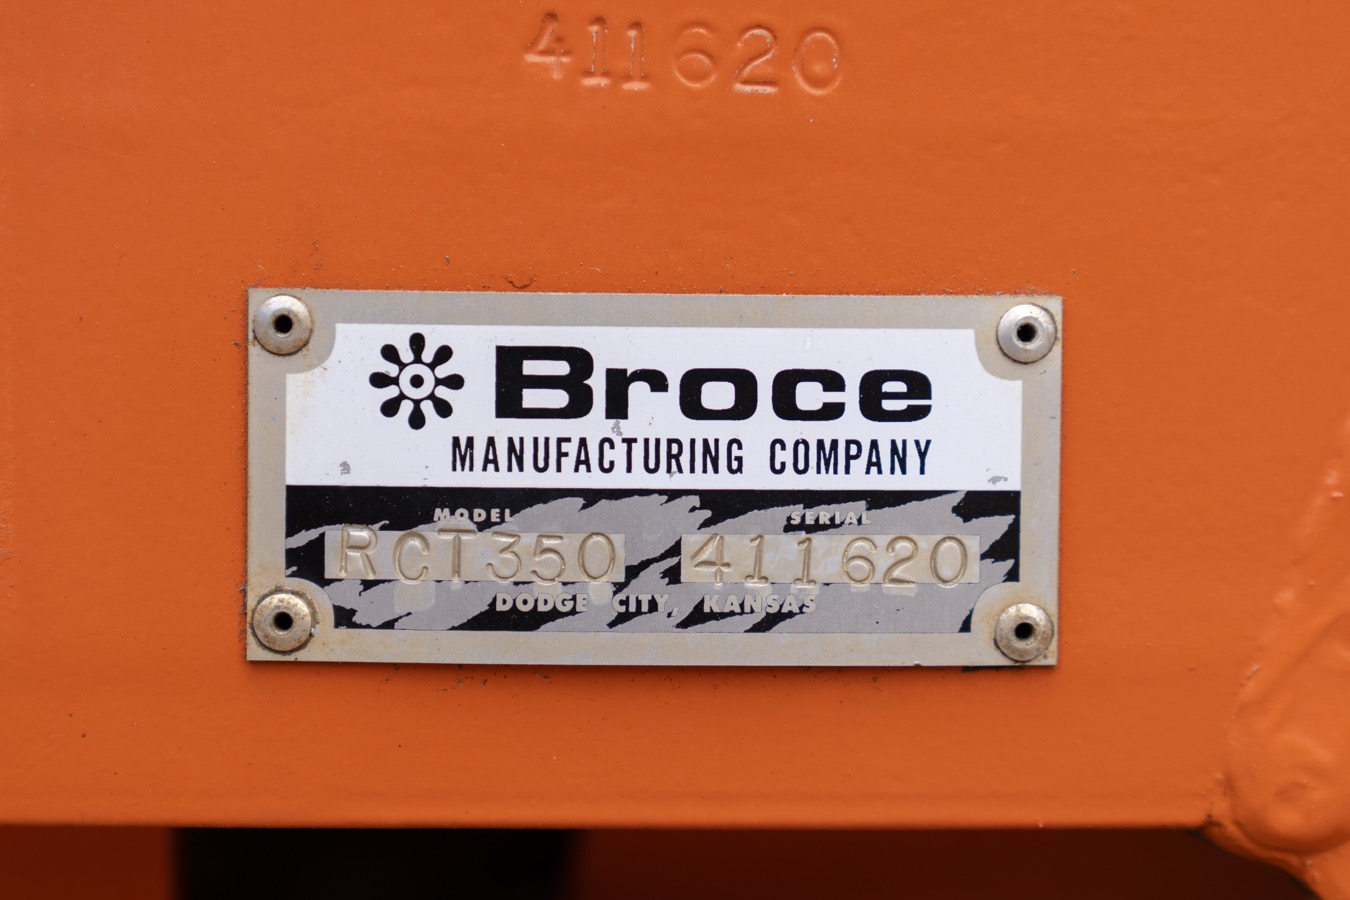 411620
Broce
MANUFACTURING COMPANY
MODEL SERIAL
RCT350 411620
DODGE CITY, KANSAS